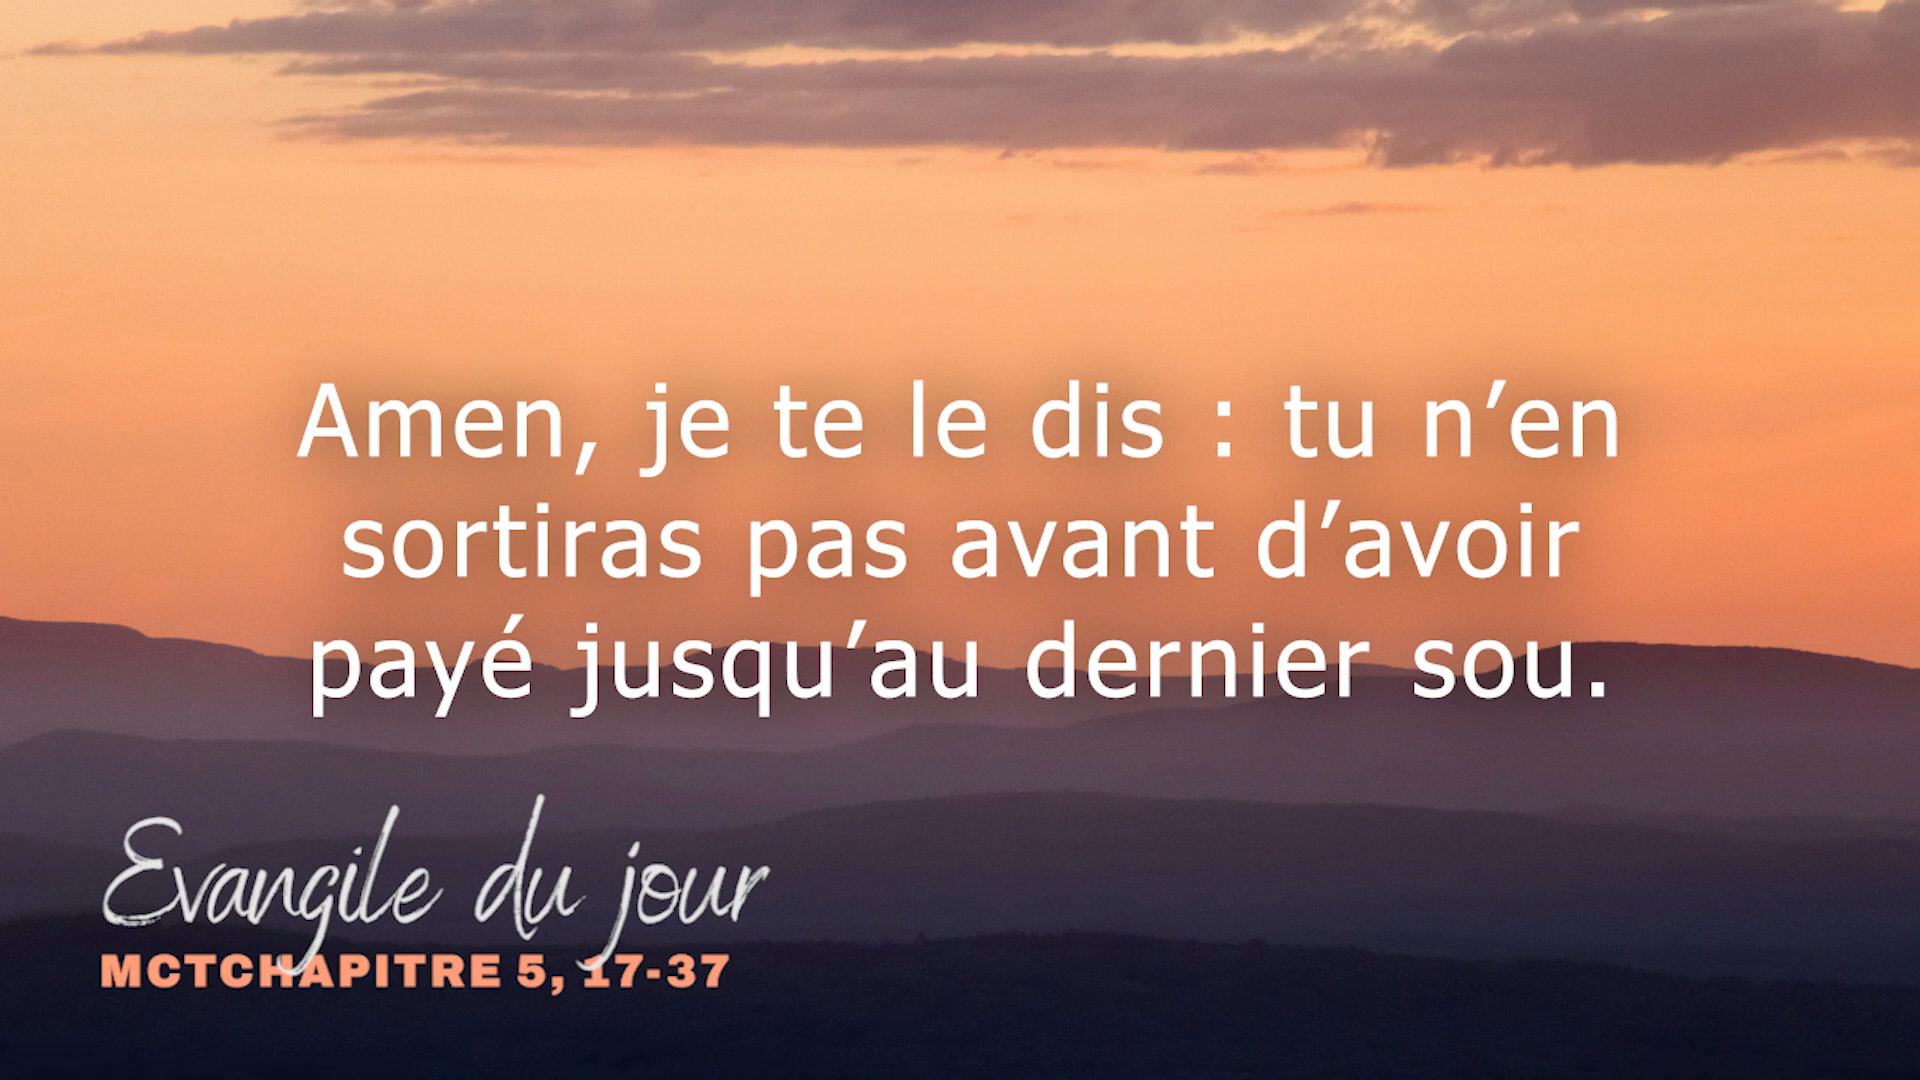 Amen, je te le dis : tu n’en
sortiras pas avant d’avoir
payé jusqu’au dernier sou.
Evangile du jour
MCTCHAPITRE 5, 17-37